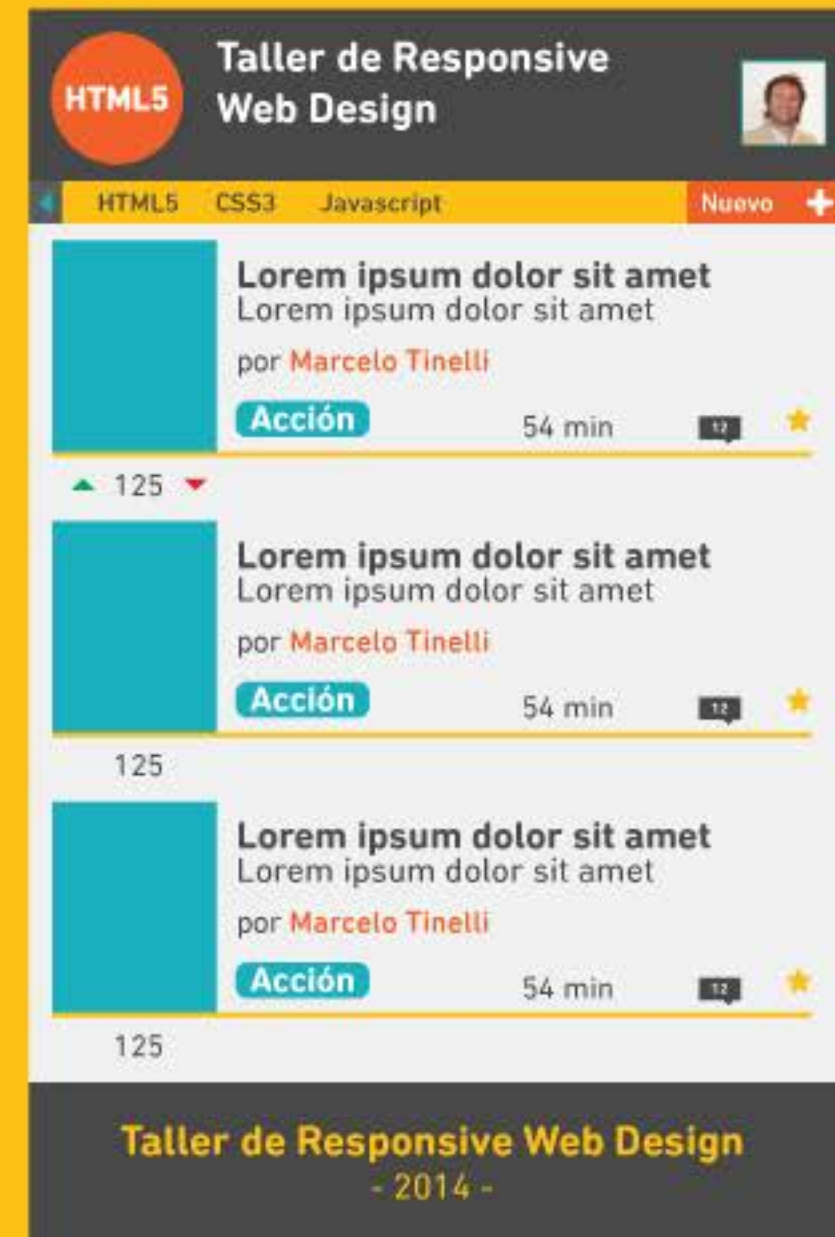 HTML5
Taller de Responsive
Web Design
HTML5 CSS3 Javascript Nuevo
Lorem ipsum dolor sit amet
Lorem ipsum dolor sit amet
por Marcelo Tinelli
Acción 54 min 12
125
Lorem ipsum dolor sit amet
Lorem ipsum dolor sit amet
por Marcelo Tinelli
Acción 54 min 12
125
Lorem ipsum dolor sit amet
Lorem ipsum dolor sit amet
por Marcelo Tinelli
Acción 54 min 12
125
Taller de Responsive Web Design
- 2014 -